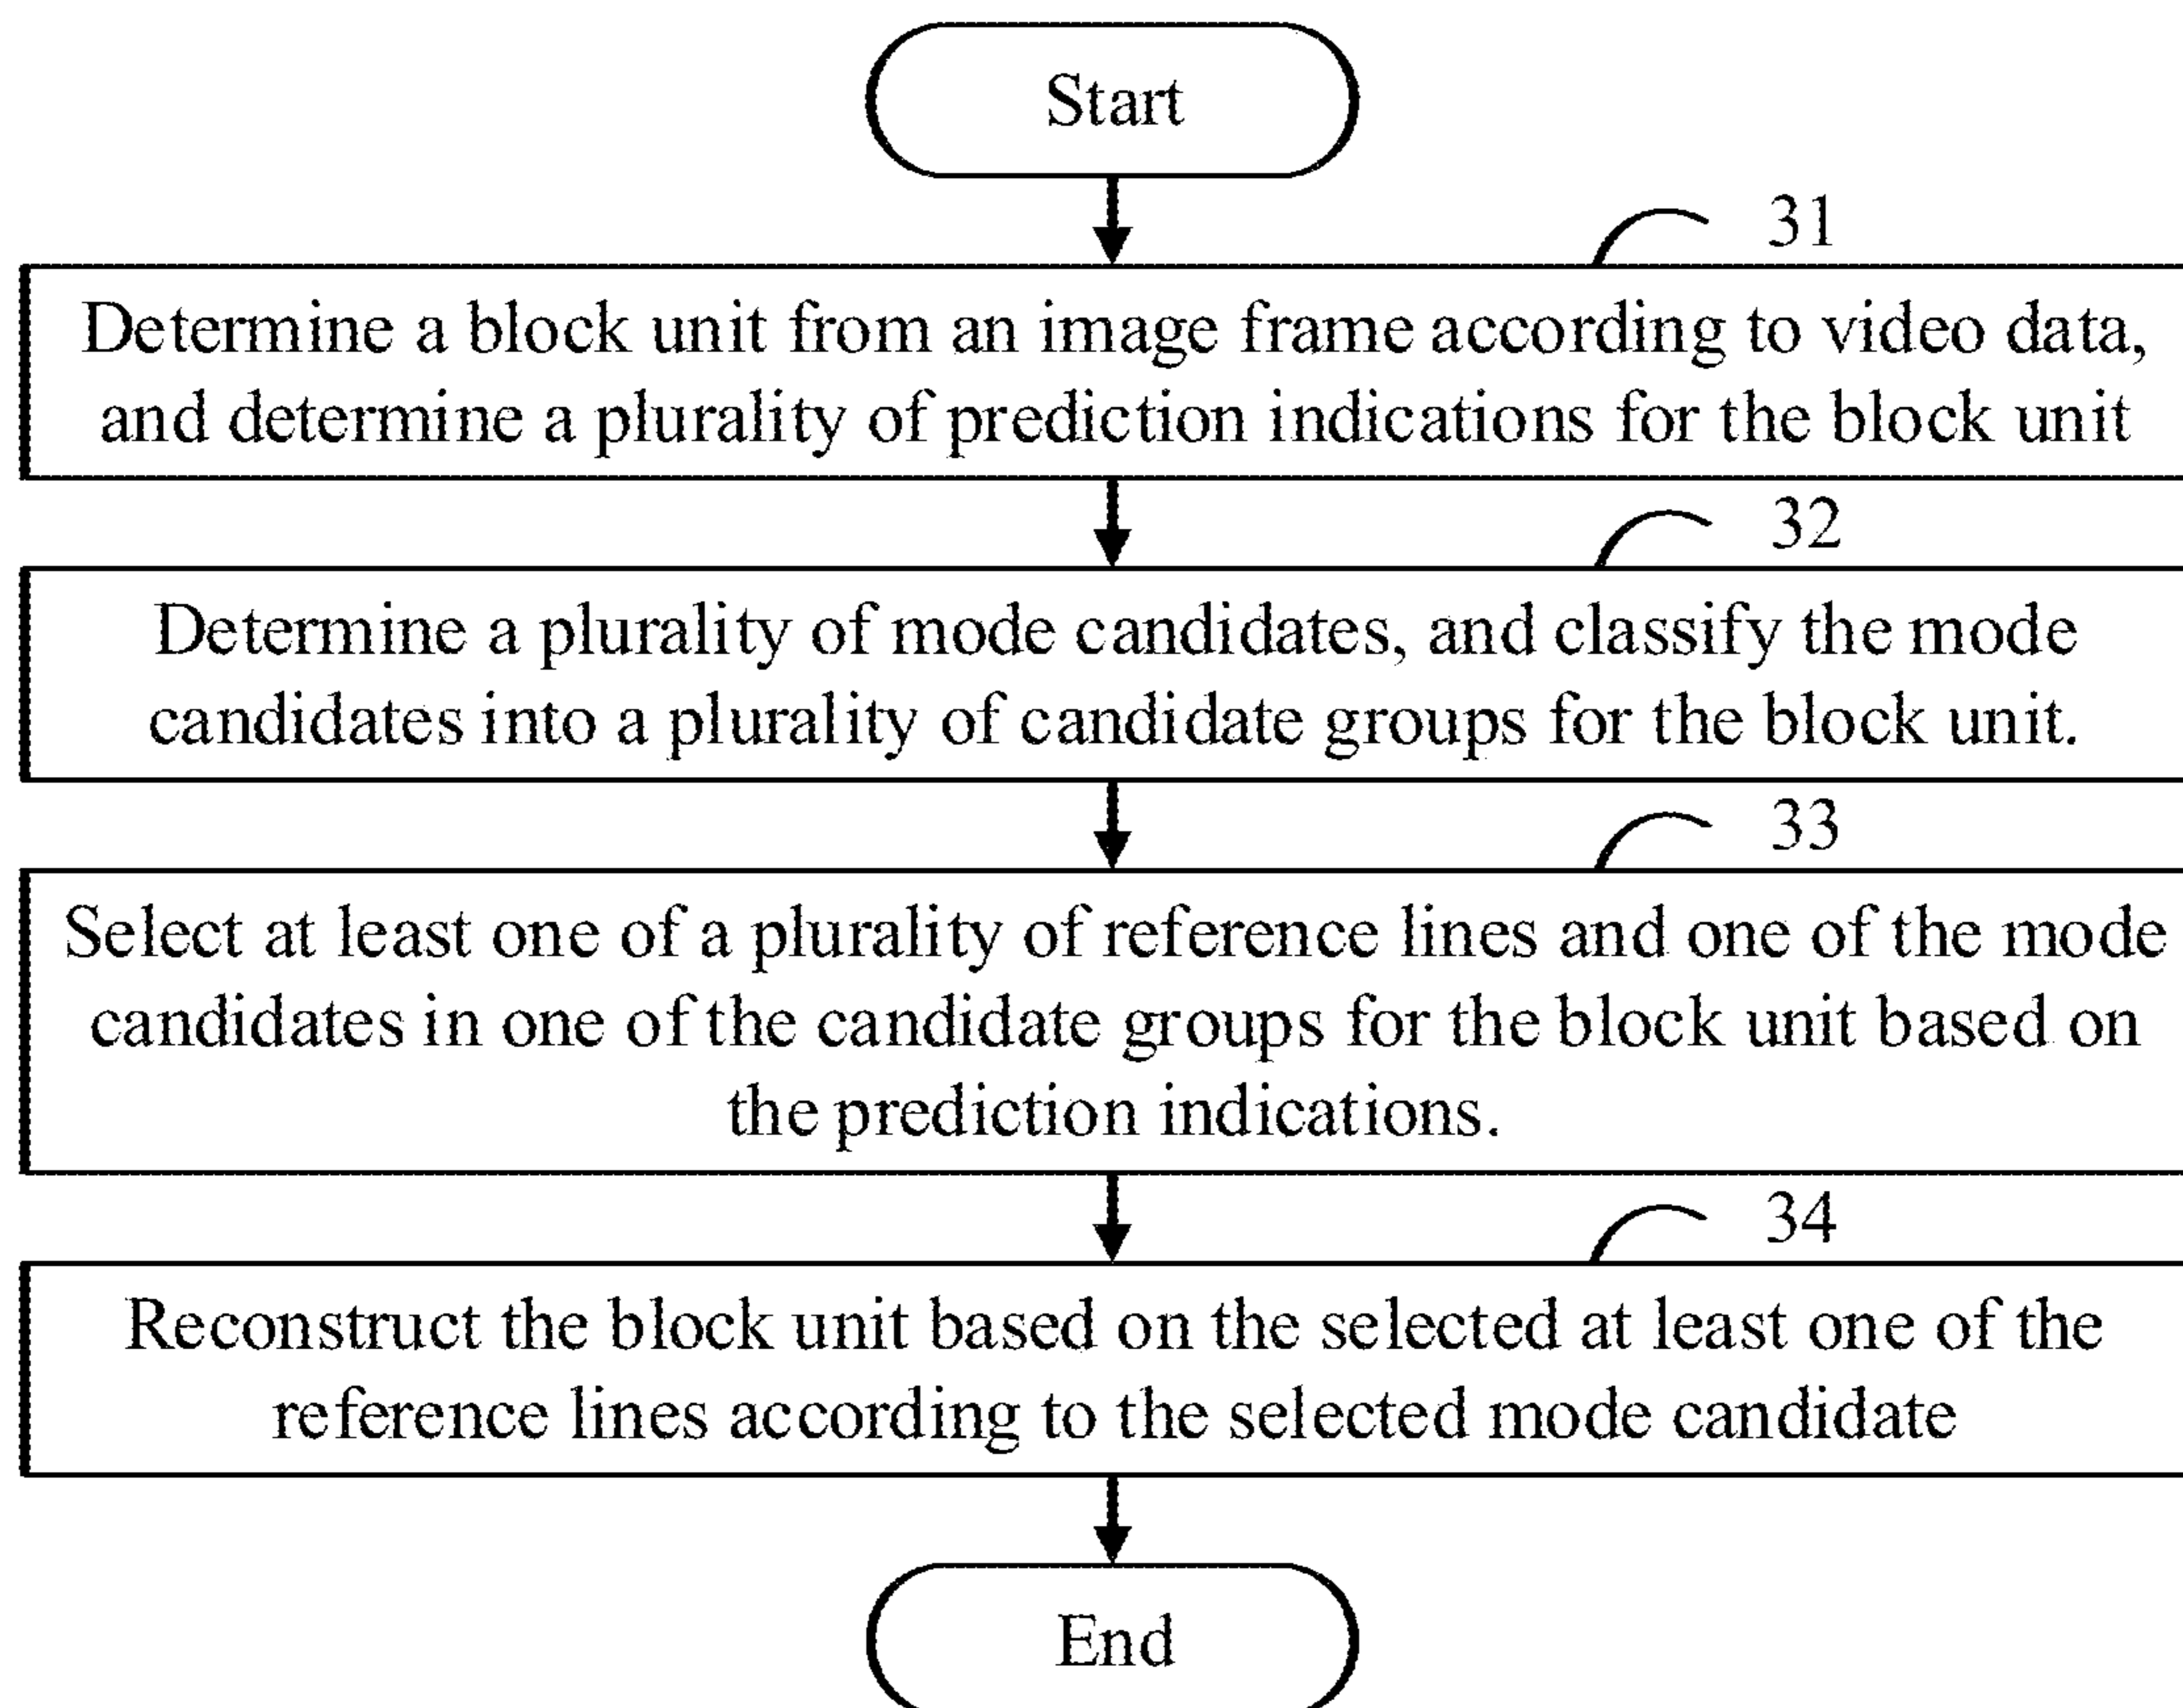 Start
31
Determine a block unit from an image frame according to video data,
and determine a plurality of prediction indications for the block unit
32
Determine a plurality of mode candidates, and classify the mode
candidates into a plurality of candidate groups for the block unit.
33
Select at least one of a plurality of reference lines and one of the mode
candidates in one of the candidate groups for the block unit based on
the prediction indications.
34
Reconstruct the block unit based on the selected at least one of the
reference lines according to the selected mode candidate
End